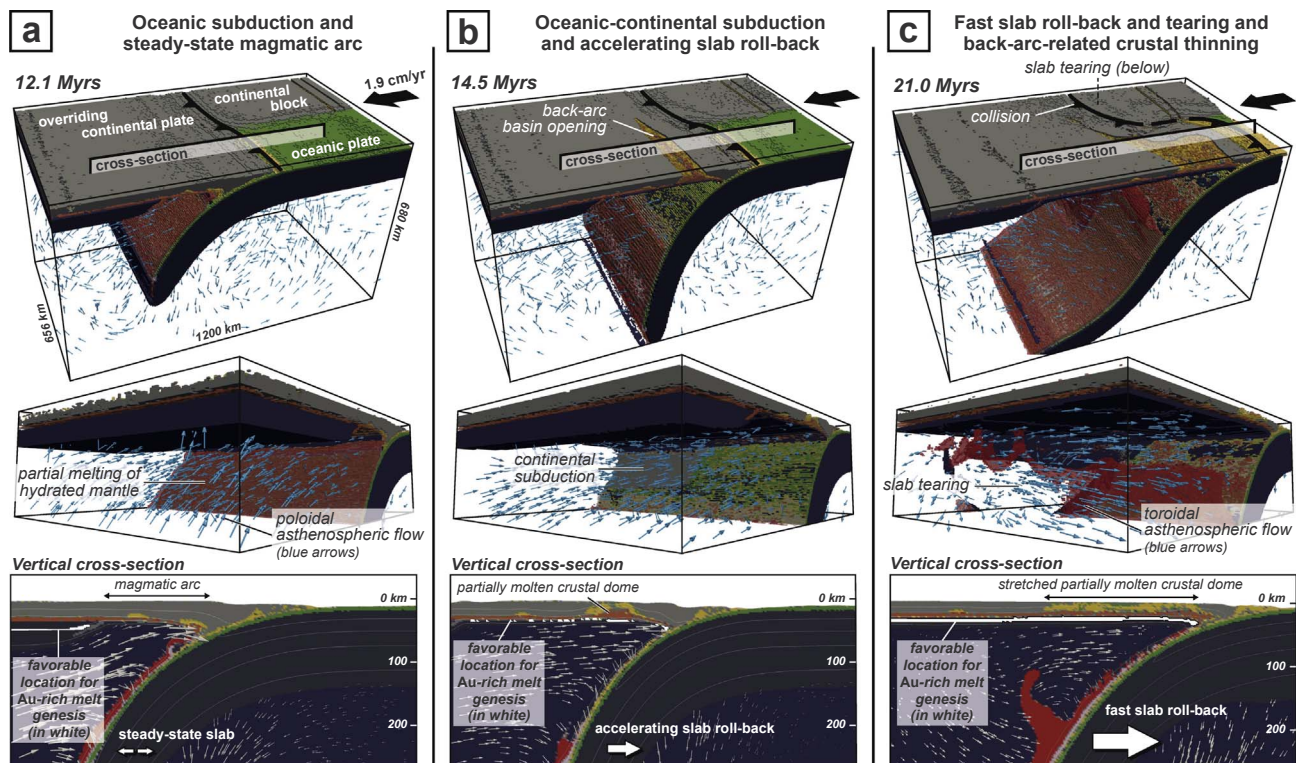 a
Oceanic subduction and
steady-state magmatic arc
12.1 Myrs
1.9 cm/yr
overriding
continental plate
continental
block
oceanic plate
cross-section
680 km
656 km
1200 km
partial melting of
hydrated mantle
poloidal
asthenospheric flow
(blue arrows)
Vertical cross-section
magmatic arc
0 km
100
200
favorable
location for
Au-rich melt
genesis
(in white)
steady-state slab
b
Oceanic-continental subduction
and accelerating slab roll-back
14.5 Myrs
back-arc
basin opening
cross-section
continental
subduction
Vertical cross-section
partially molten crustal dome
0 km
100
200
favorable
location for
Au-rich melt
genesis
(in white)
accelerating slab roll-back
c
Fast slab roll-back and tearing and
back-arc-related crustal thinning
21.0 Myrs
slab tearing (below)
collision
cross-section
slab tearing
toroidal
asthenospheric flow
(blue arrows)
Vertical cross-section
stretched partially molten crustal dome
0 km
100
200
favorable
location for
Au-rich melt
genesis
(in white)
fast slab roll-back